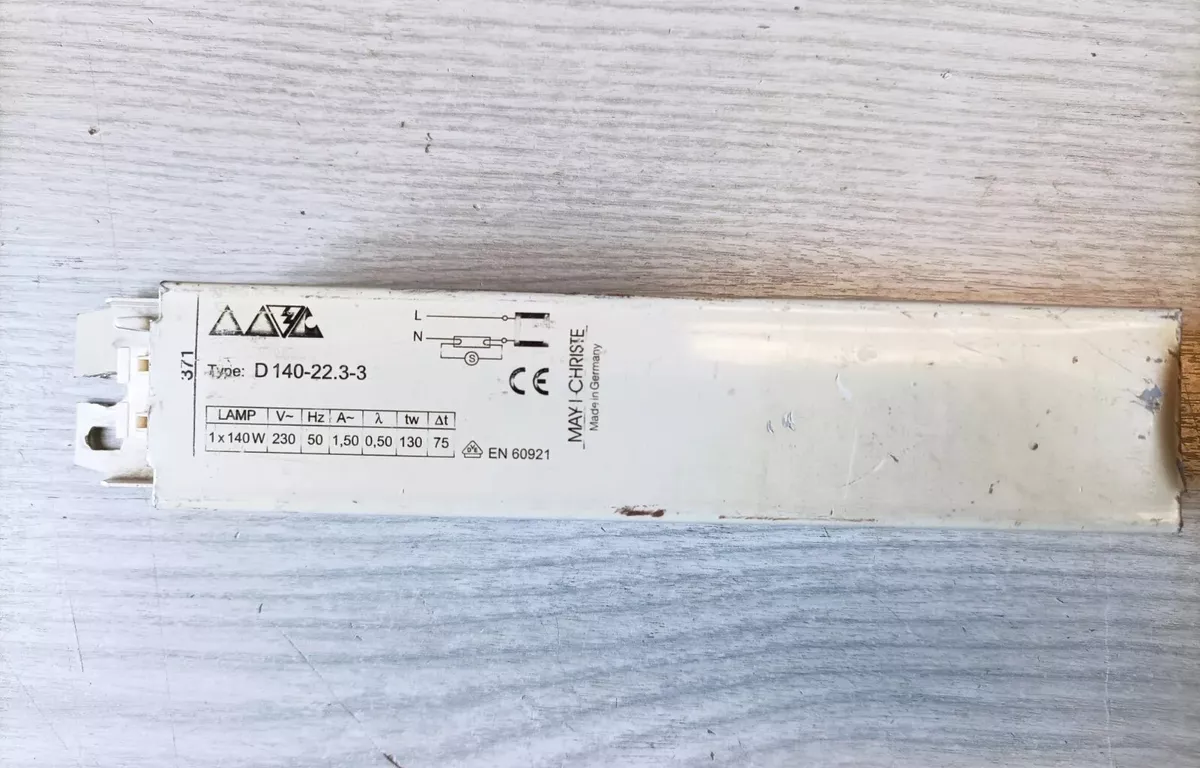 371
Type: D 140-22.3-3
LAMP V~ Hz A~ λ tw Δt
1 x 140 W 230 50 1,50 0,50 130 75
L
N
S
CE
EN 60921
MAY I CHRISTE
Made in Germany